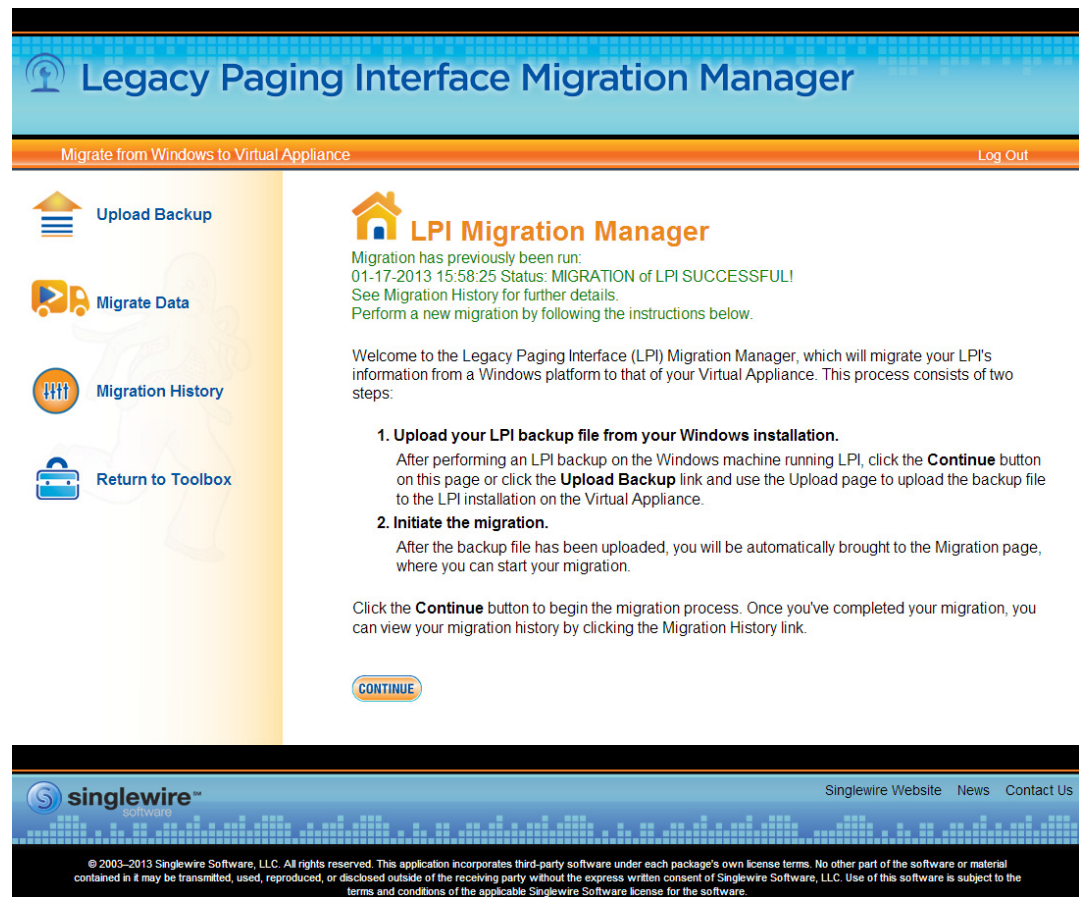 Legacy Paging Interface Migration Manager
Migrate from Windows to Virtual Appliance
Log Out
Upload Backup
Migrate Data
Migration History
Return to Toolbox
LPI Migration Manager
Migration has previously been run:
01-17-2013 15:58:25 Status: MIGRATION of LPI SUCCESSFUL!
See Migration History for further details.
Perform a new migration by following the instructions below.
Welcome to the Legacy Paging Interface (LPI) Migration Manager, which will migrate your LPI's
information from a Windows platform to that of your Virtual Appliance. This process consists of two
steps:
1. Upload your LPI backup file from your Windows installation.
After performing an LPI backup on the Windows machine running LPI, click the Continue button
on this page or click the Upload Backup link and use the Upload page to upload the backup file
to the LPI installation on the Virtual Appliance.
2. Initiate the migration.
After the backup file has been uploaded, you will be automatically brought to the Migration page,
where you can start your migration.
Click the Continue button to begin the migration process. Once you've completed your migration, you
can view your migration history by clicking the Migration History link.
CONTINUE
S singlewire℠
software
Singlewire Website News Contact Us
© 2003–2013 Singlewire Software, LLC. All rights reserved. This application incorporates third-party software under each package's own license terms. No other part of the software or material
contained in it may be transmitted, used, reproduced, or disclosed outside of the receiving party without the express written consent of Singlewire Software, LLC. Use of this software is subject to the
terms and conditions of the applicable Singlewire Software license for the software.